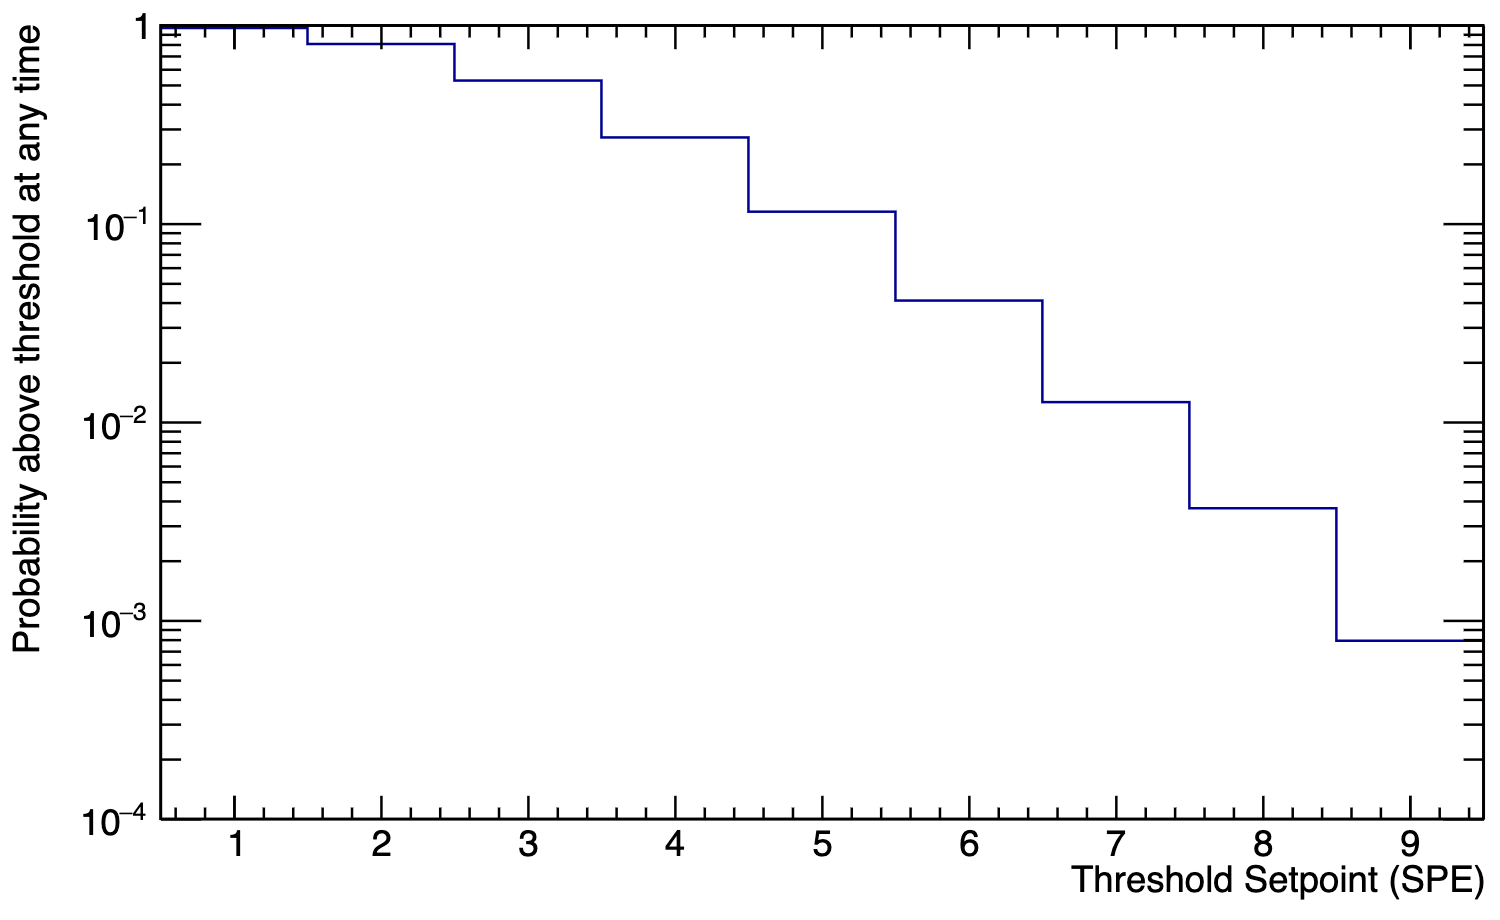 Probability above threshold at any time
1
10⁻¹
10⁻²
10⁻³
10⁻⁴
1 2 3 4 5 6 7 8 9
Threshold Setpoint (SPE)